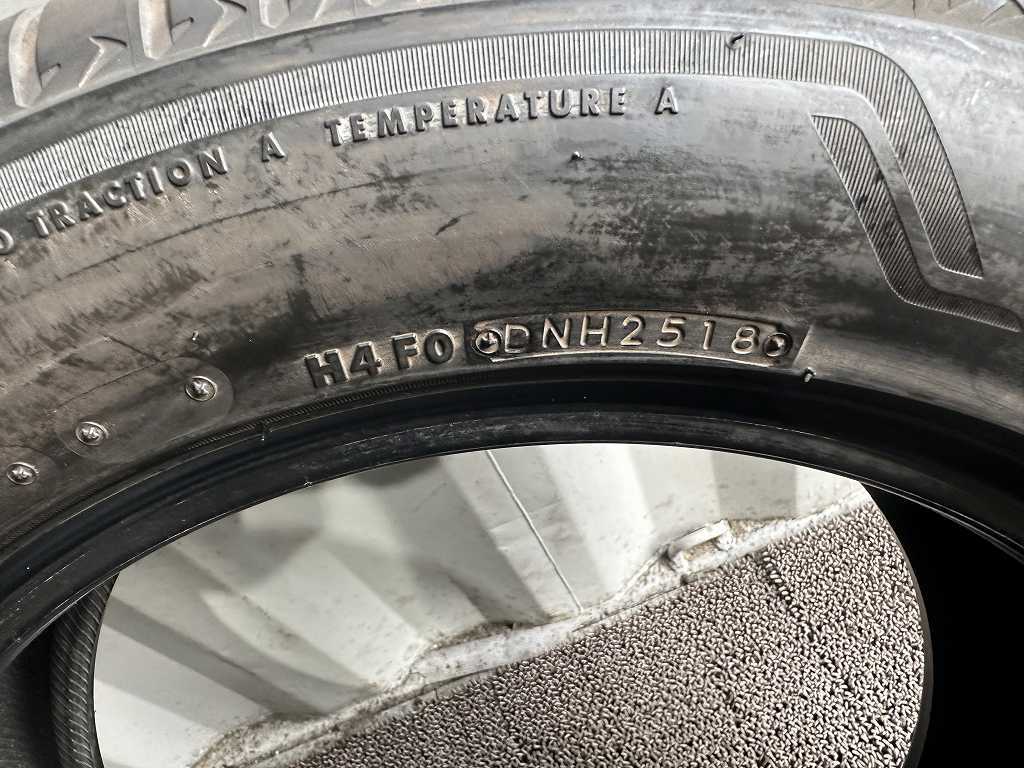 TRACTION A TEMPERATURE A
H4F0 DNH2518